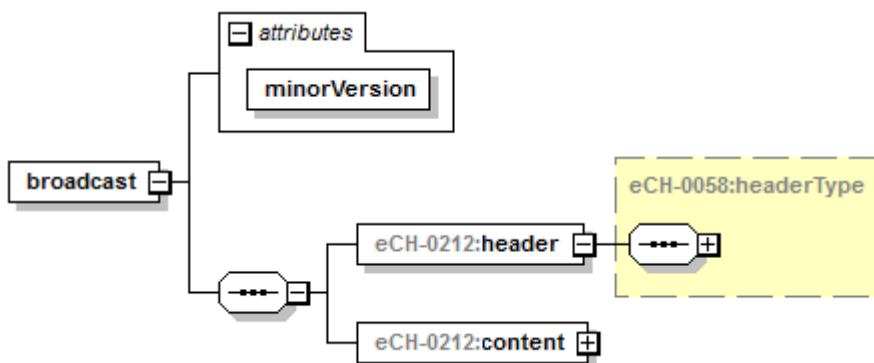 attributes
minorVersion
broadcast
eCH-0058:headerType
eCH-0212:header
eCH-0212:content